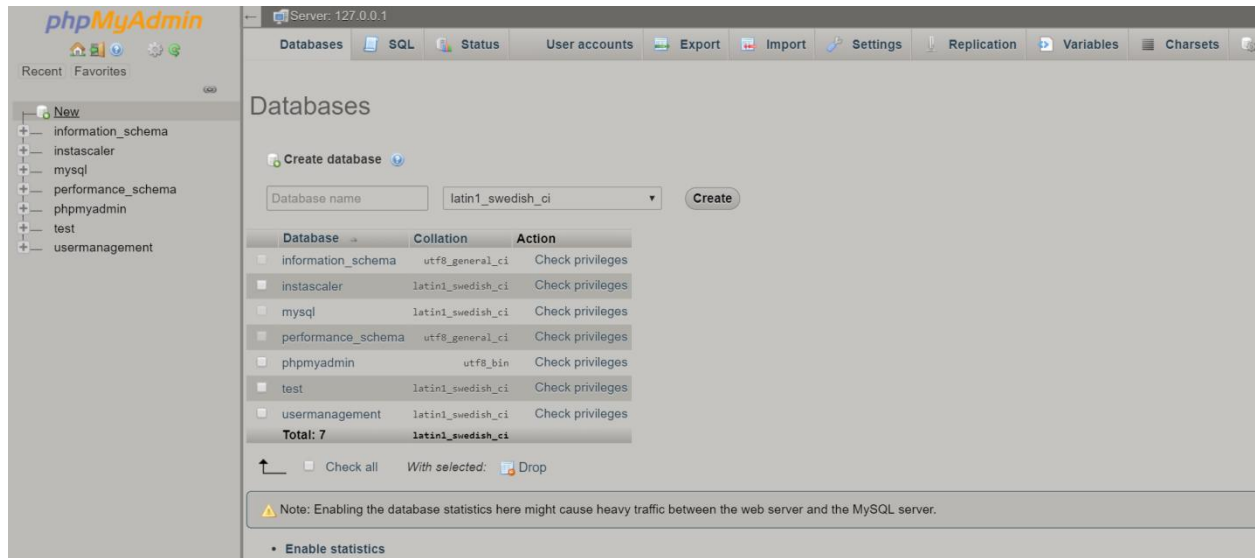 phpMyAdmin
Recent Favorites
New
information_schema
instascaler
mysql
performance_schema
phpmyadmin
test
usermanagement
Server: 127.0.0.1
Databases SQL Status User accounts Export Import Settings Replication Variables Charsets
Databases
Create database
Database name latin1_swedish_ci Create
Database Collation Action
information_schema utf8_general_ci Check privileges
instascaler latin1_swedish_ci Check privileges
mysql latin1_swedish_ci Check privileges
performance_schema utf8_general_ci Check privileges
phpmyadmin utf8_bin Check privileges
test latin1_swedish_ci Check privileges
usermanagement latin1_swedish_ci Check privileges
Total: 7 latin1_swedish_ci
Check all With selected: Drop
Note: Enabling the database statistics here might cause heavy traffic between the web server and the MySQL server.
• Enable statistics